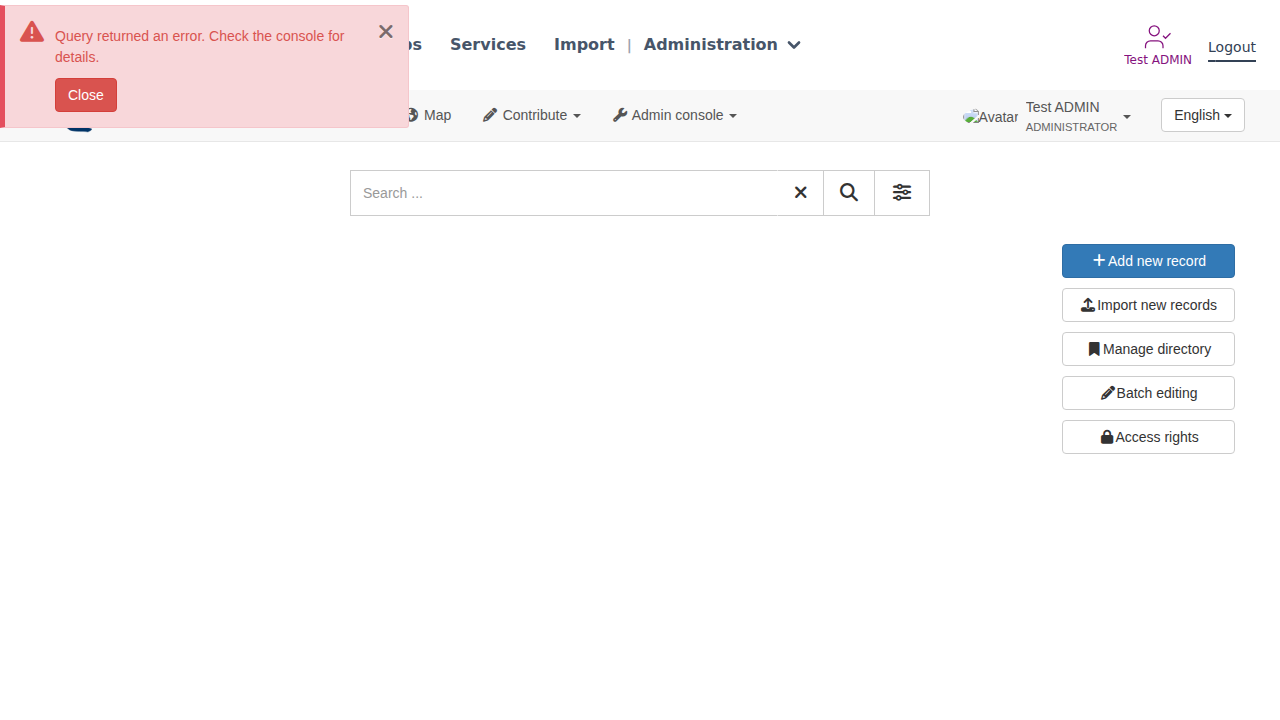 Query returned an error. Check the console for
details.
Close
Services
Import
|
Administration
Test ADMIN
Logout
Map
Contribute
Admin console
Avatar
Test ADMIN
ADMINISTRATOR
English
Search ...
Add new record
Import new records
Manage directory
Batch editing
Access rights